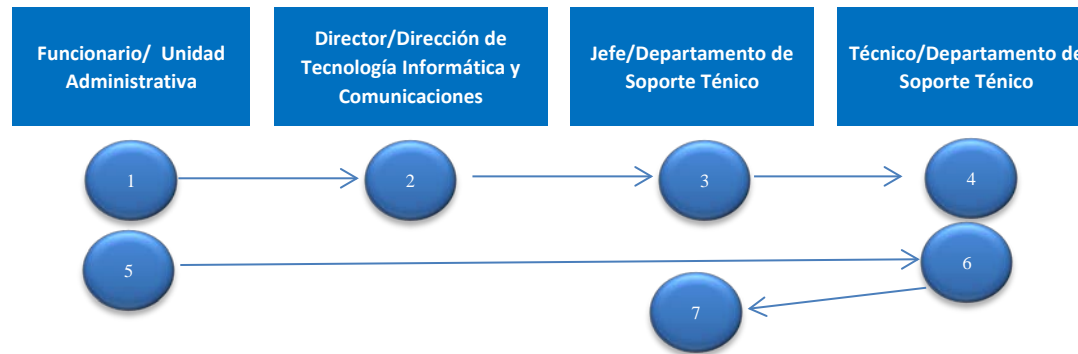 Funcionario/ Unidad
Administrativa
Director/Dirección de
Tecnología Informática y
Comunicaciones
Jefe/Departamento de
Soporte Ténico
Técnico/Departamento de
Soporte Ténico
1
2
3
4
5
6
7